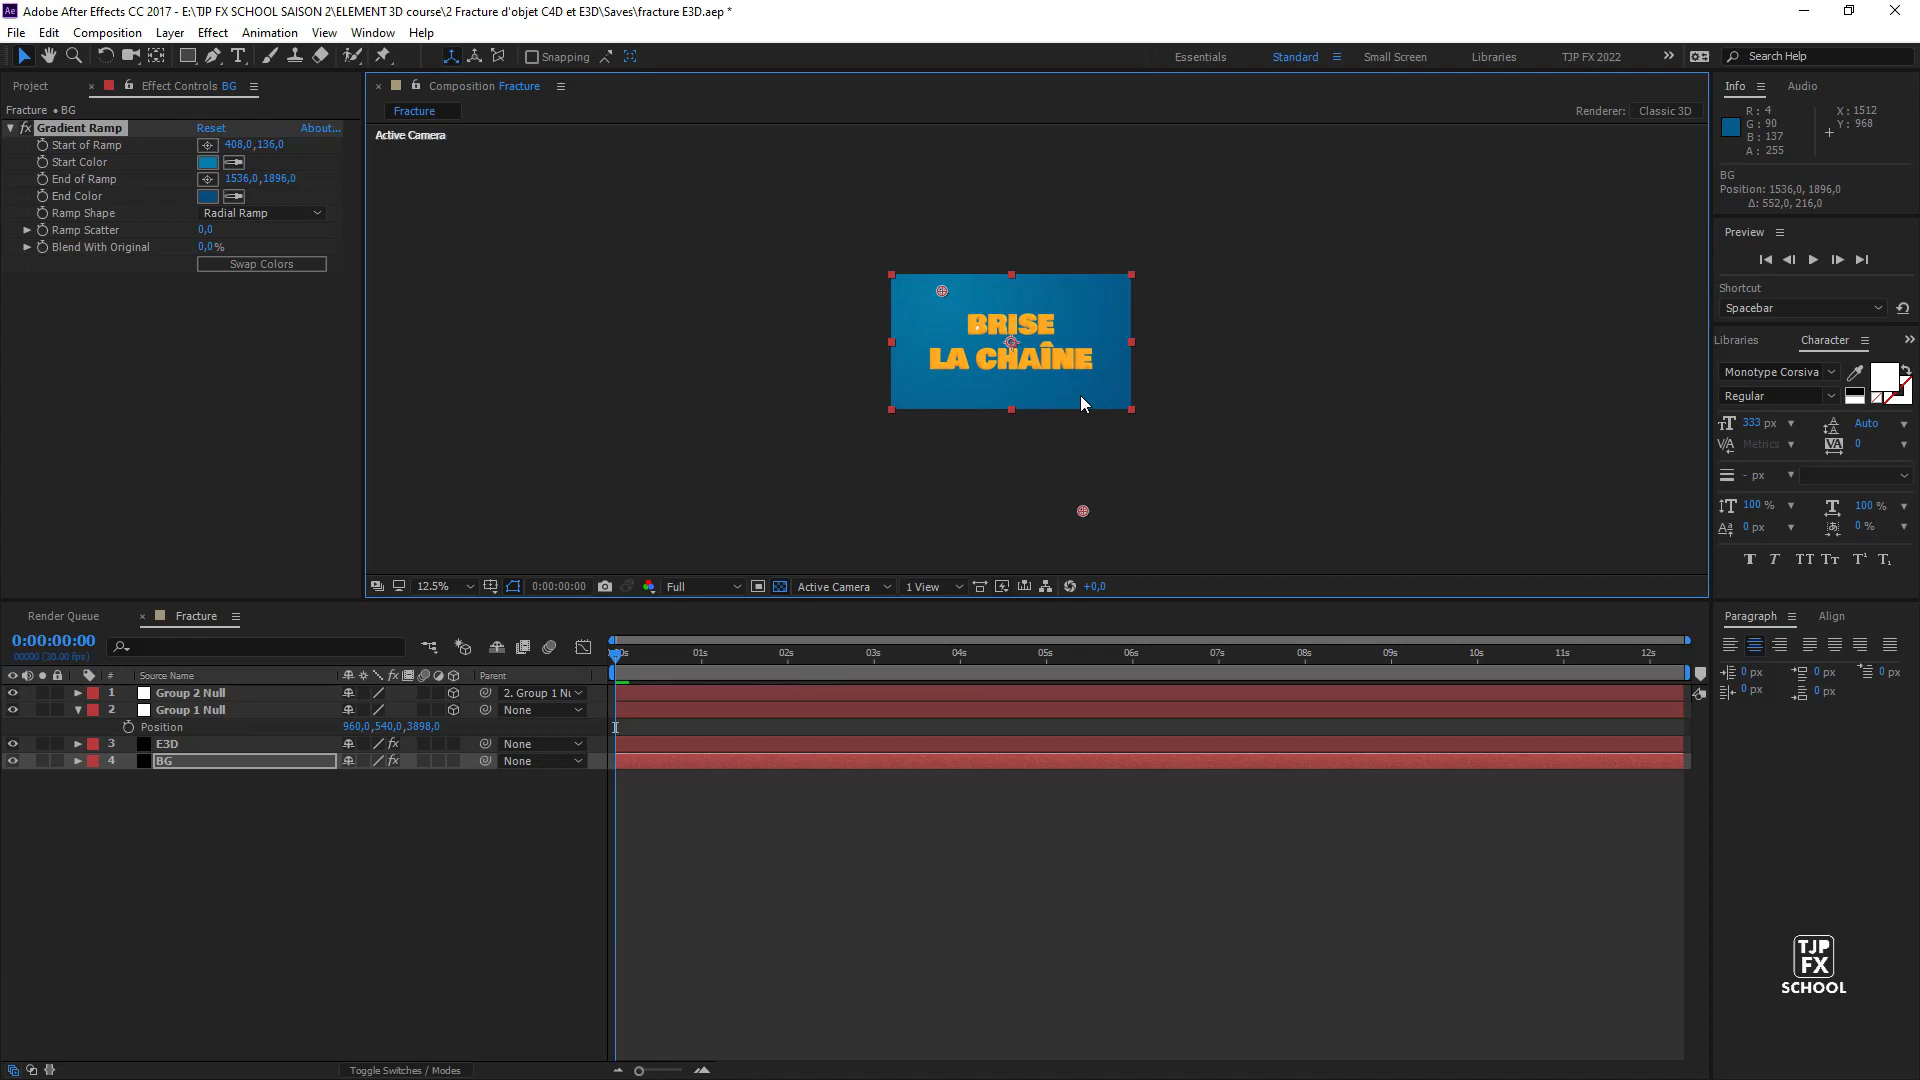 Adobe After Effects CC 2017 - E:\TJP FX SCHOOL SAISON 2\ELEMENT 3D course\2 Fracture d'objet C4D et E3D\Saves\fracture E3D.aep *
File Edit Composition Layer Effect Animation View Window Help
Snapping
Essentials Standard Small Screen Libraries TJP FX 2022
Search Help
Project Effect Controls BG
Fracture • BG
fx Gradient Ramp Reset About...
Start of Ramp 408,0,136,0
Start Color
End of Ramp 1536,0,1896,0
End Color
Ramp Shape Radial Ramp
Ramp Scatter 0,0
Blend With Original 0,0%
Swap Colors
Composition Fracture
Fracture
Renderer: Classic 3D
Active Camera
BRISE
LA CHAÎNE
12.5% 0:00:00:00 Full Active Camera 1 View +0,0
Info Audio
R: 4 X: 1512
G: 90 Y: 968
B: 137
A: 255
BG
Position: 1536,0, 1896,0
Δ: 552,0, 216,0
Preview
Shortcut
Spacebar
Libraries Character
Monotype Corsiva
Regular
333 px Auto
Metrics 0
- px
100 % 100 %
0 px 0 %
Paragraph Align
0 px 0 px 0 px
0 px 0 px
Render Queue Fracture
0:00:00:00
00000 (30.00 fps)
# Source Name Parent
01s 02s 03s 04s 05s 06s 07s 08s 09s 10s 11s 12s
1 Group 2 Null 2. Group 1 Nu
2 Group 1 Null None
Position 960,0,540,0,3898,0
3 E3D fx None
4 BG fx None
Toggle Switches / Modes
TJP
FX
SCHOOL